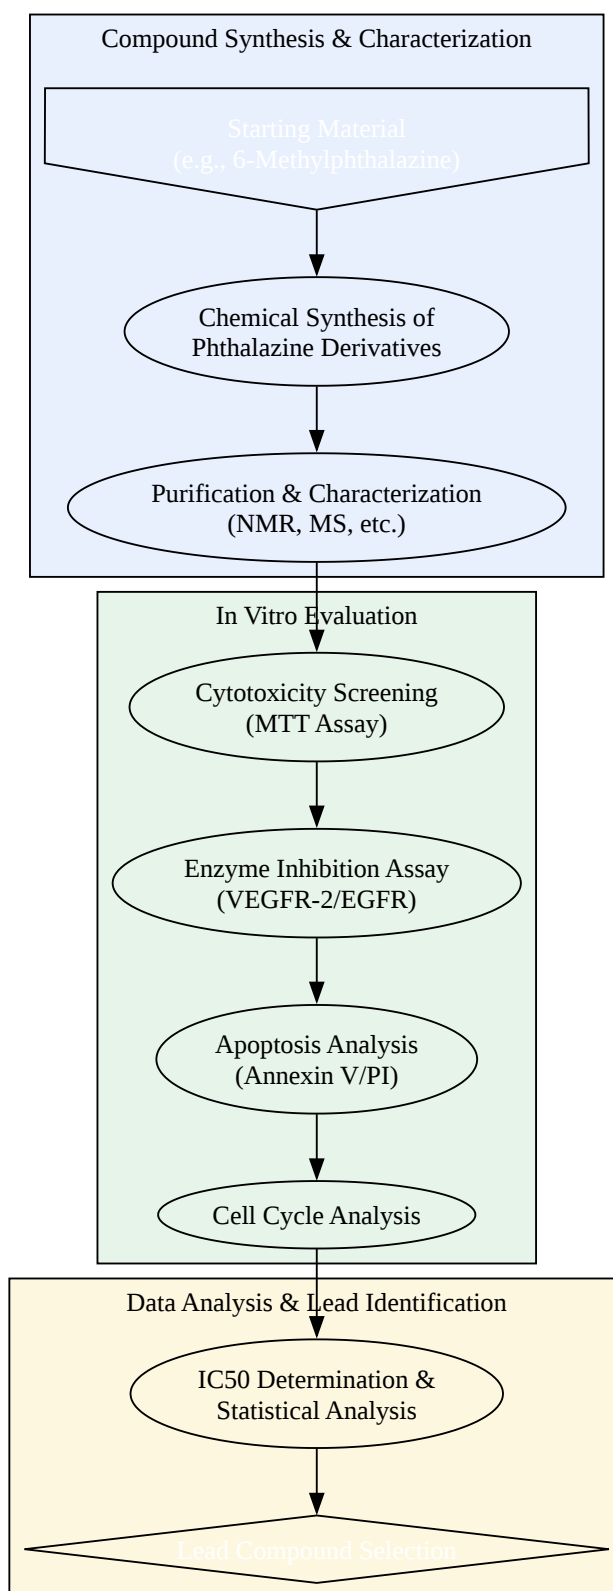 Compound Synthesis & Characterization
Starting Material
(e.g., 6-Methylphthalazine)
Chemical Synthesis of
Phthalazine Derivatives
Purification & Characterization
(NMR, MS, etc.)
In Vitro Evaluation
Cytotoxicity Screening
(MTT Assay)
Enzyme Inhibition Assay
(VEGFR-2/EGFR)
Apoptosis Analysis
(Annexin V/PI)
Cell Cycle Analysis
Data Analysis & Lead Identification
IC50 Determination &
Statistical Analysis
Lead Compound Selection